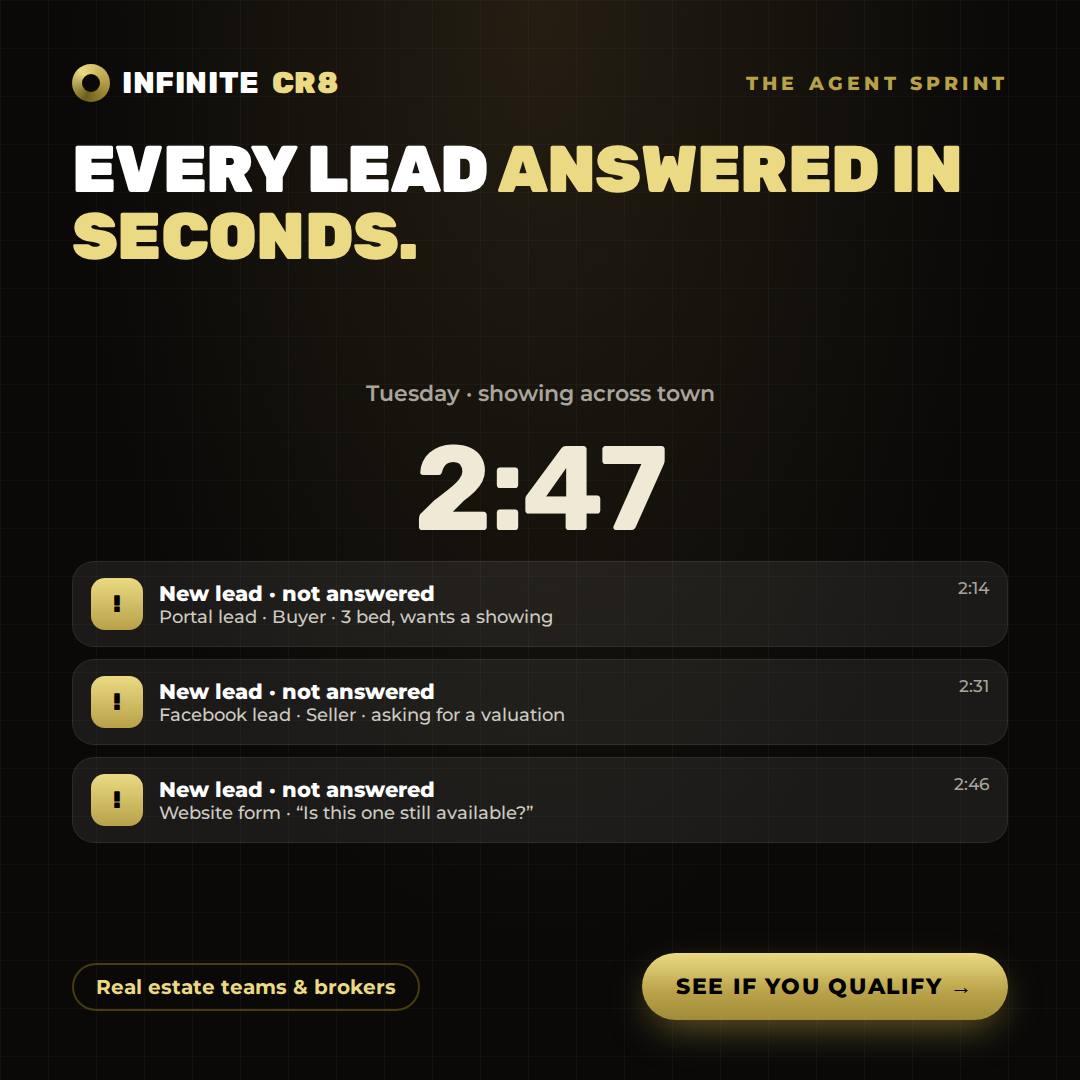 INFINITE CR8
THE AGENT SPRINT
EVERY LEAD ANSWERED IN
SECONDS.
Tuesday · showing across town
2:47
! New lead · not answered 2:14
Portal lead · Buyer · 3 bed, wants a showing
! New lead · not answered 2:31
Facebook lead · Seller · asking for a valuation
! New lead · not answered 2:46
Website form · “Is this one still available?”
Real estate teams & brokers
SEE IF YOU QUALIFY →